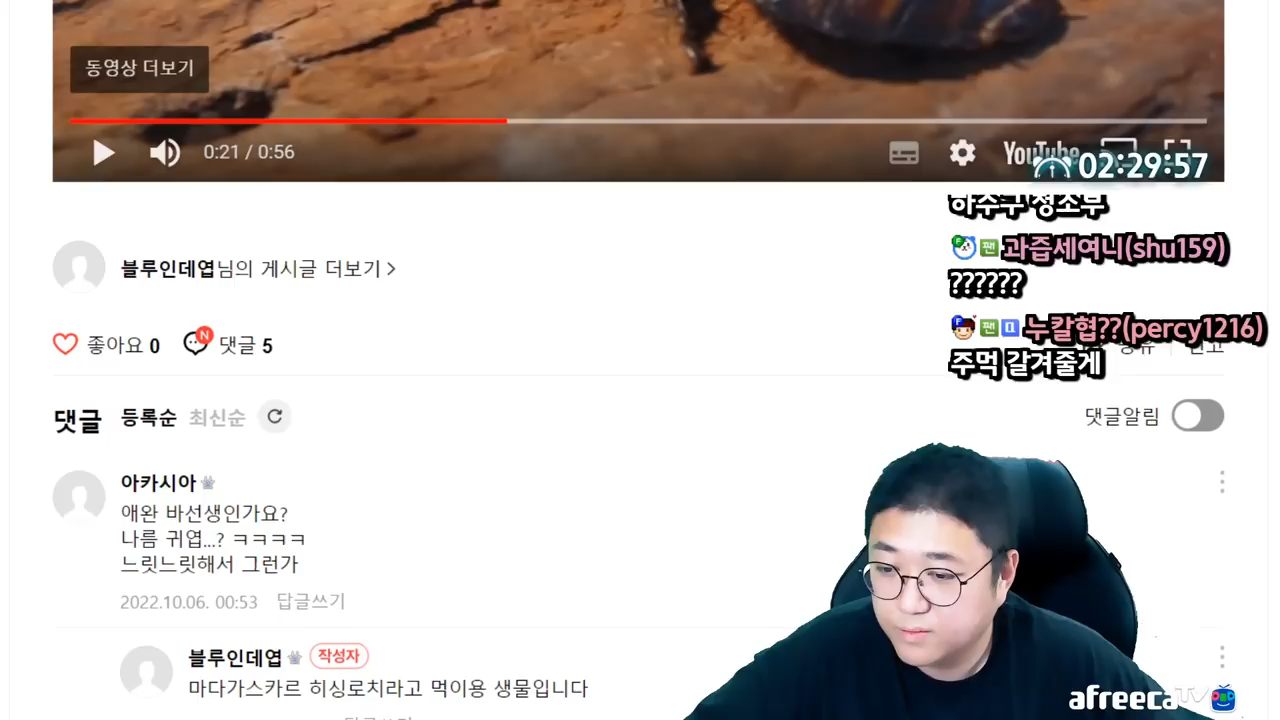 동영상 더보기
0:21 / 0:56
YouTube
02:29:57
하수구 청소부
과즙세여니(shu159)
??????
누칼협??(percy1216)
주먹 갈겨줄게
블루인데엽님의 게시글 더보기 >
좋아요 0
N
댓글 5
신고
댓글 등록순 최신순
댓글알림
아카시아
애완 바선생인가요?
나름 귀엽...? ㅋㅋㅋㅋ
느릿느릿해서 그런가
2022.10.06. 00:53 답글쓰기
블루인데엽 작성자
마다가스카르 히싱로치라고 먹이용 생물입니다
afreecaTV